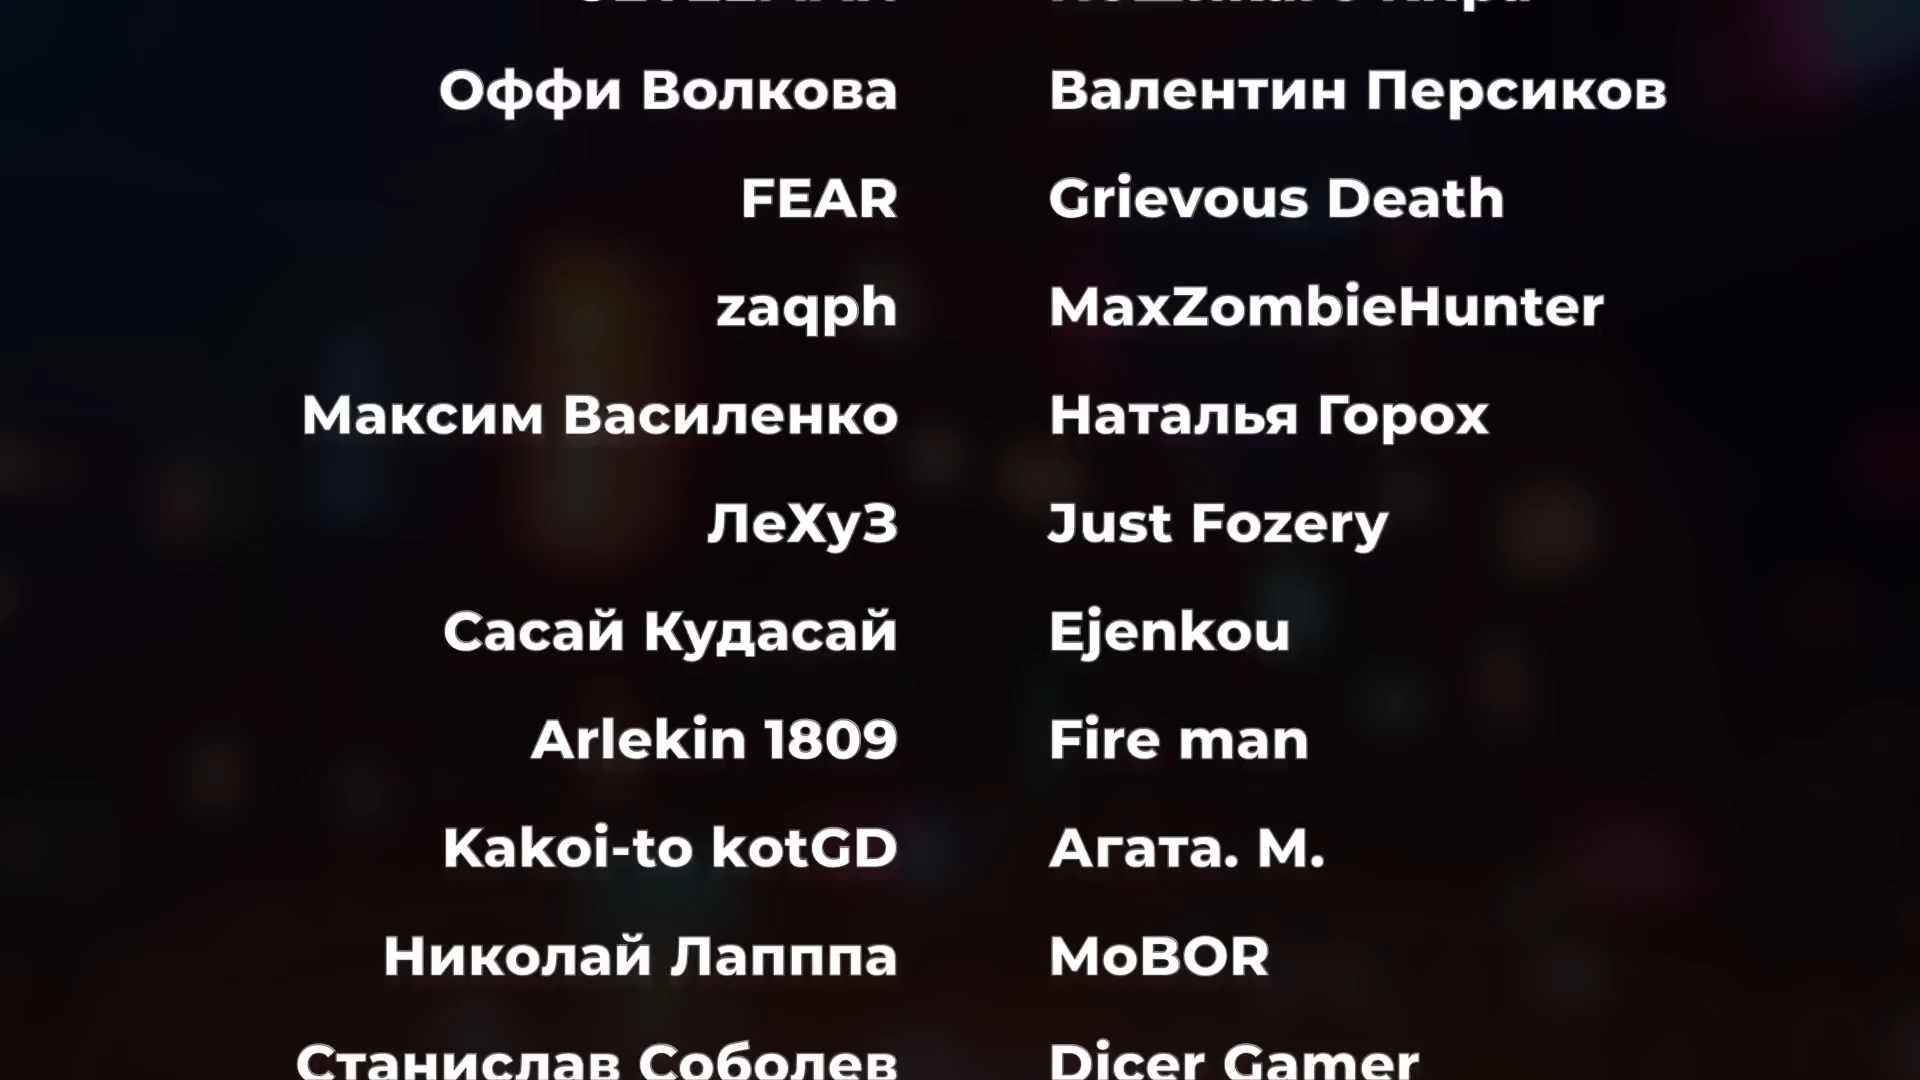 Оффи Волкова Валентин Персиков
FEAR Grievous Death
zaqph MaxZombieHunter
Максим Василенко Наталья Горох
ЛеХуЗ Just Fozery
Сасай Кудасай Ejenkou
Arlekin 1809 Fire man
Kakoi-to kotGD Агата. М.
Николай Лапппа MoBOR
Станислав Соболев Dicer Gamer